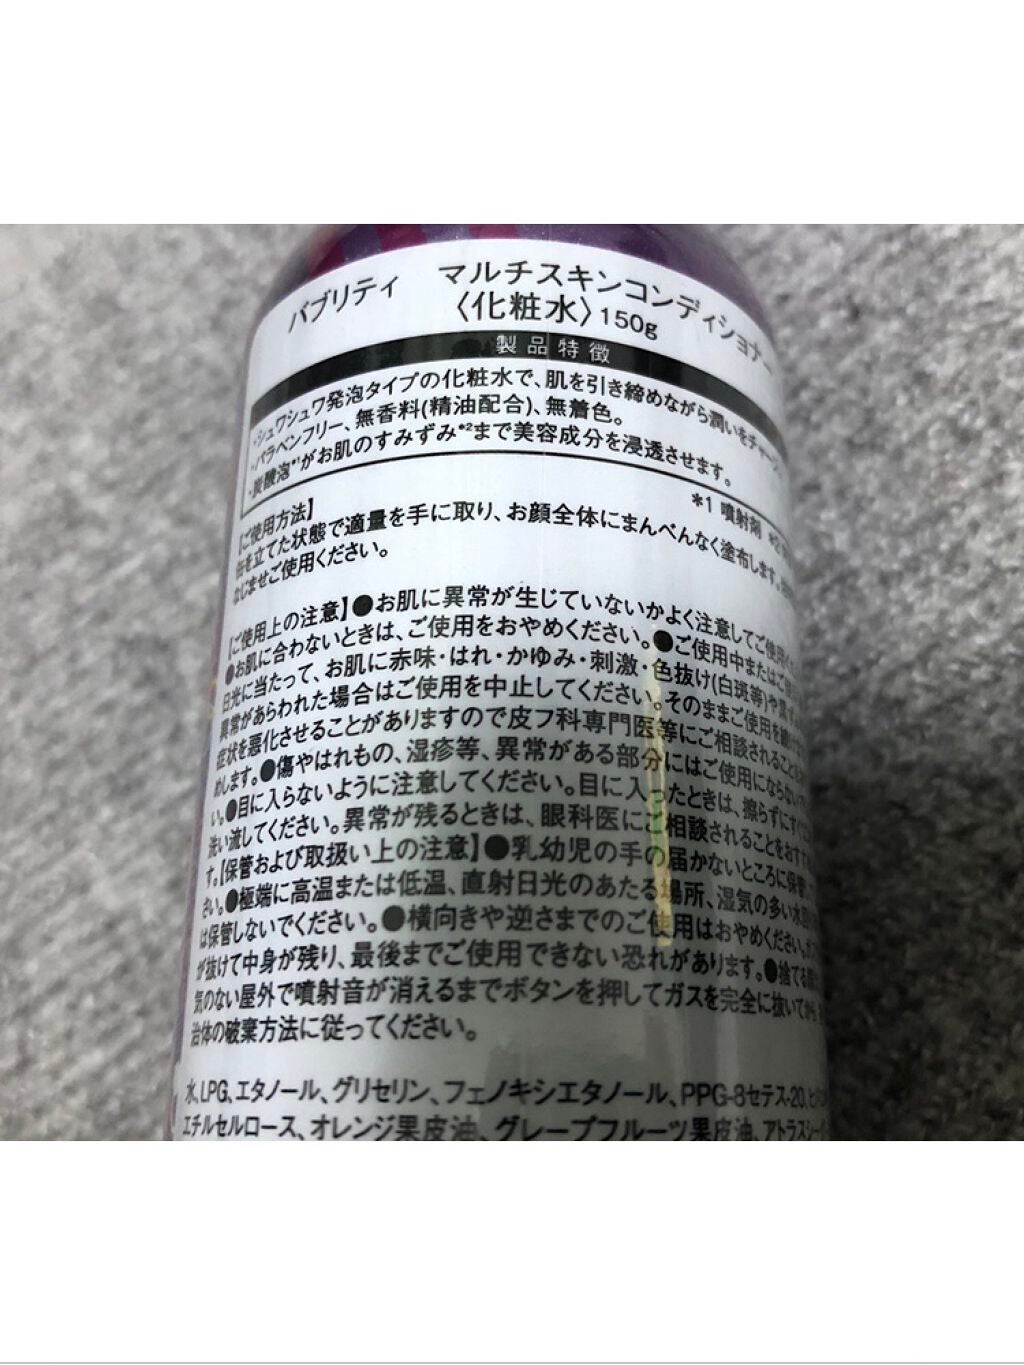 バブリティ　マルチスキンコンディショナー
〈化粧水〉150g
製品特徴
・シュワシュワ発泡タイプの化粧水で、肌を引き締めながら潤いをチャージ
・パラベンフリー、無香料(精油配合)、無着色。
・炭酸泡*1がお肌のすみずみ*2まで美容成分を浸透させます。
*1 噴射剤 *2
【ご使用方法】
缶を立てた状態で適量を手に取り、お顔全体にまんべんなく塗布します。
なじませご使用ください。
【ご使用上の注意】●お肌に異常が生じていないかよく注意してご使用く
●お肌に合わないときは、ご使用をおやめください。●ご使用中またはご使
日光に当たって、お肌に赤味・はれ・かゆみ・刺激・色抜け(白斑等)や黒ず
異常があらわれた場合はご使用を中止してください。そのままご使用を続け
症状を悪化させることがありますので皮フ科専門医等にご相談されること
めします。●傷やはれもの、湿疹等、異常がある部分にはご使用にならない
い。●目に入らないように注意してください。目に入ったときは、擦らずにすぐ
洗い流してください。異常が残るときは、眼科医にご相談されることをおす
す。【保管および取扱い上の注意】●乳幼児の手の届かないところに保管
さい。●極端に高温または低温、直射日光のあたる場所、湿気の多い水回り
は保管しないでください。●横向きや逆さまでのご使用はおやめください。ガス
が抜けて中身が残り、最後までご使用できない恐れがあります。●捨てる
気のない屋外で噴射音が消えるまでボタンを押してガスを完全に抜いてから
治体の破棄方法に従ってください。
水、LPG、エタノール、グリセリン、フェノキシエタノール、PPG-8セテス-20、ヒ
エチルセルロース、オレンジ果皮油、グレープフルーツ果皮油、アトラスシー